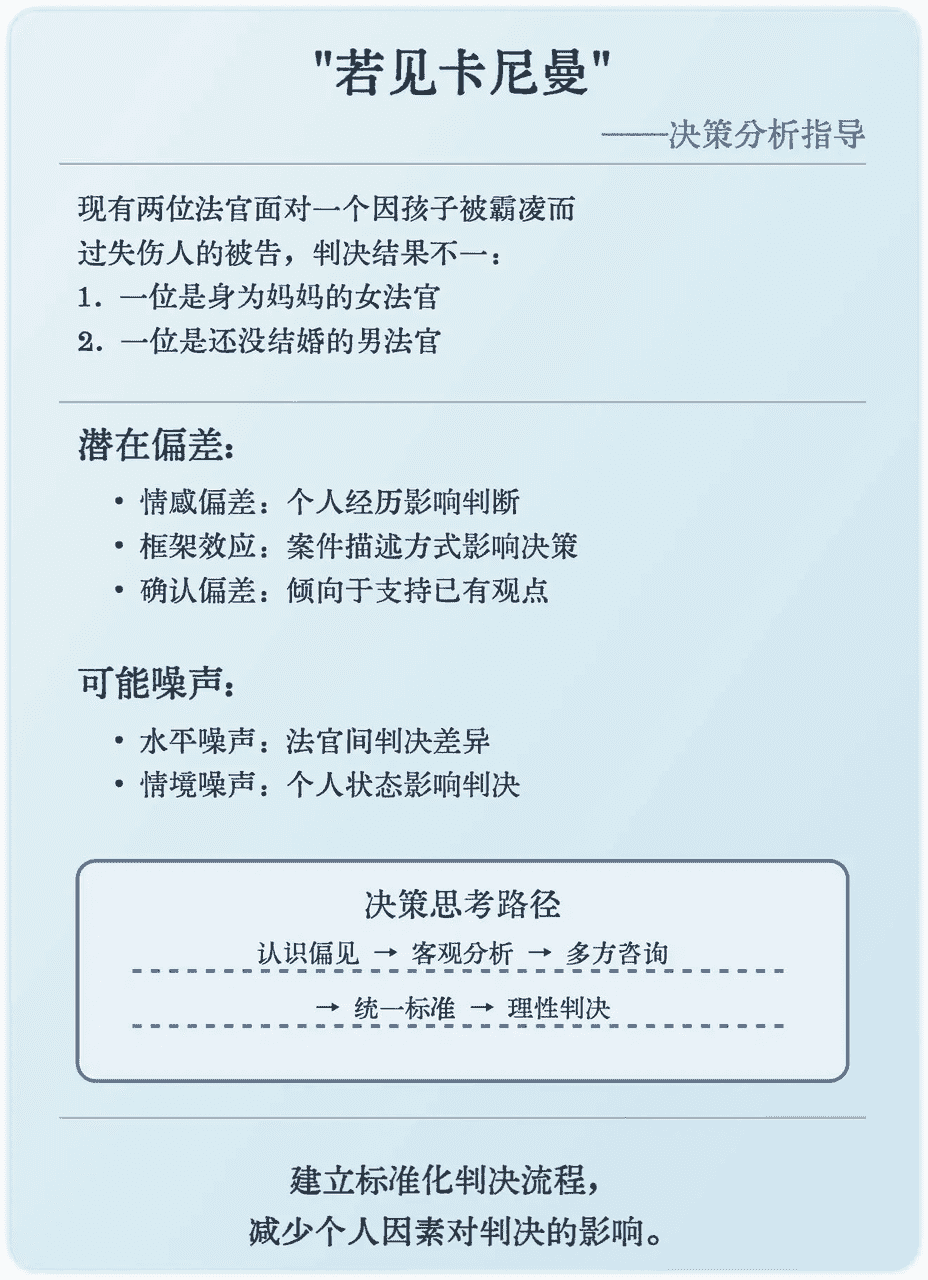 "若见卡尼曼"
——决策分析指导
现有两位法官面对一个因孩子被霸凌而
过失伤人的被告，判决结果不一：
1. 一位是身为妈妈的女法官
2. 一位是还没结婚的男法官
潜在偏差：
• 情感偏差：个人经历影响判断
• 框架效应：案件描述方式影响决策
• 确认偏差：倾向于支持已有观点
可能噪声：
• 水平噪声：法官间判决差异
• 情境噪声：个人状态影响判决
决策思考路径
认识偏见 → 客观分析 → 多方咨询
→ 统一标准 → 理性判决
建立标准化判决流程，
减少个人因素对判决的影响。